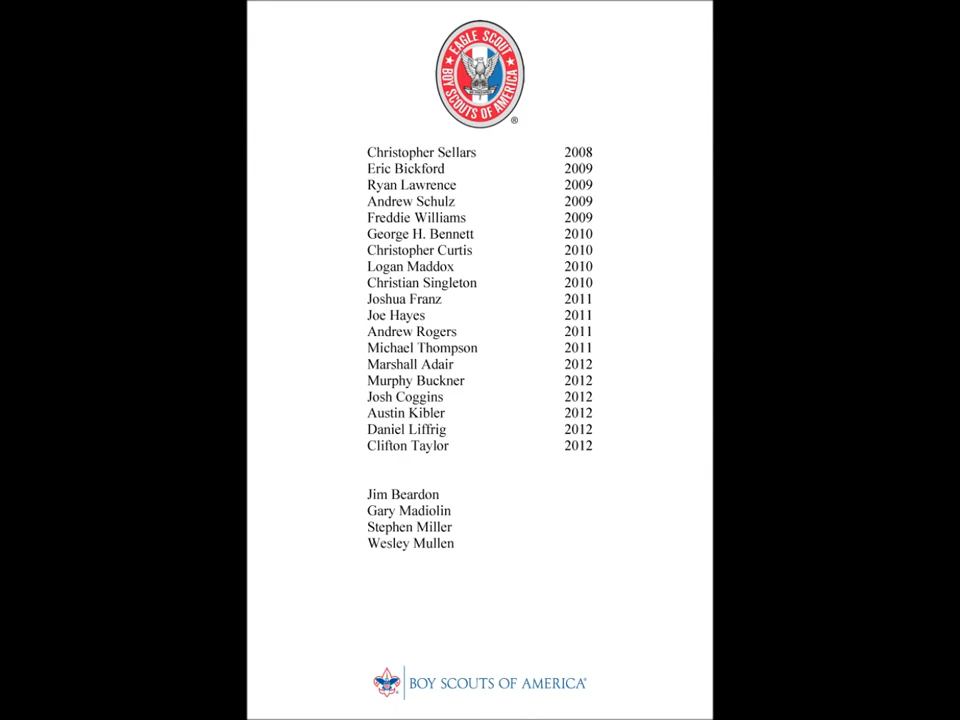 EAGLE SCOUT
BOY SCOUTS OF AMERICA
®
Christopher Sellars 2008
Eric Bickford 2009
Ryan Lawrence 2009
Andrew Schulz 2009
Freddie Williams 2009
George H. Bennett 2010
Christopher Curtis 2010
Logan Maddox 2010
Christian Singleton 2010
Joshua Franz 2011
Joe Hayes 2011
Andrew Rogers 2011
Michael Thompson 2011
Marshall Adair 2012
Murphy Buckner 2012
Josh Coggins 2012
Austin Kibler 2012
Daniel Liffrig 2012
Clifton Taylor 2012
Jim Beardon
Gary Madiolin
Stephen Miller
Wesley Mullen
BOY SCOUTS OF AMERICA®